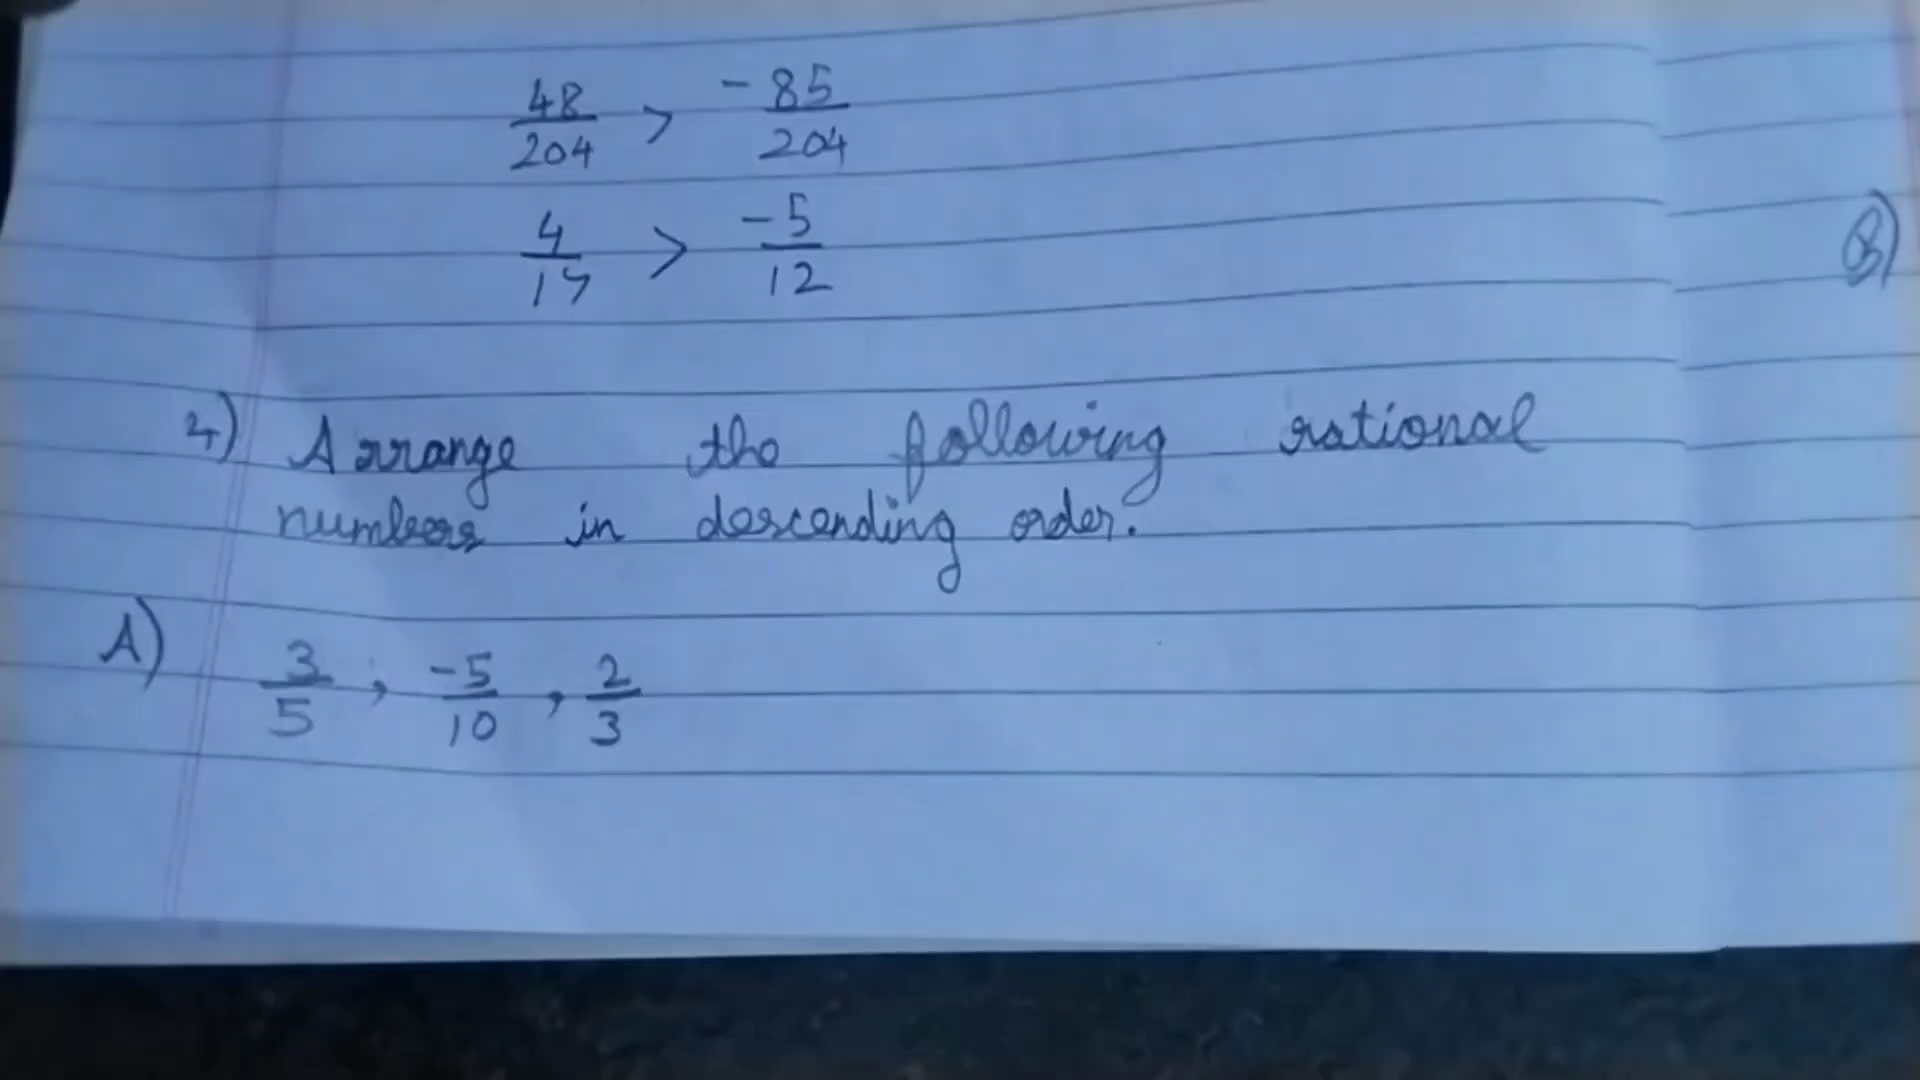 48/204 > -85/204
4/17 > -5/12
4) Arrange the following rational
numbers in descending order.
A) 3/5, -5/10, 2/3
B)